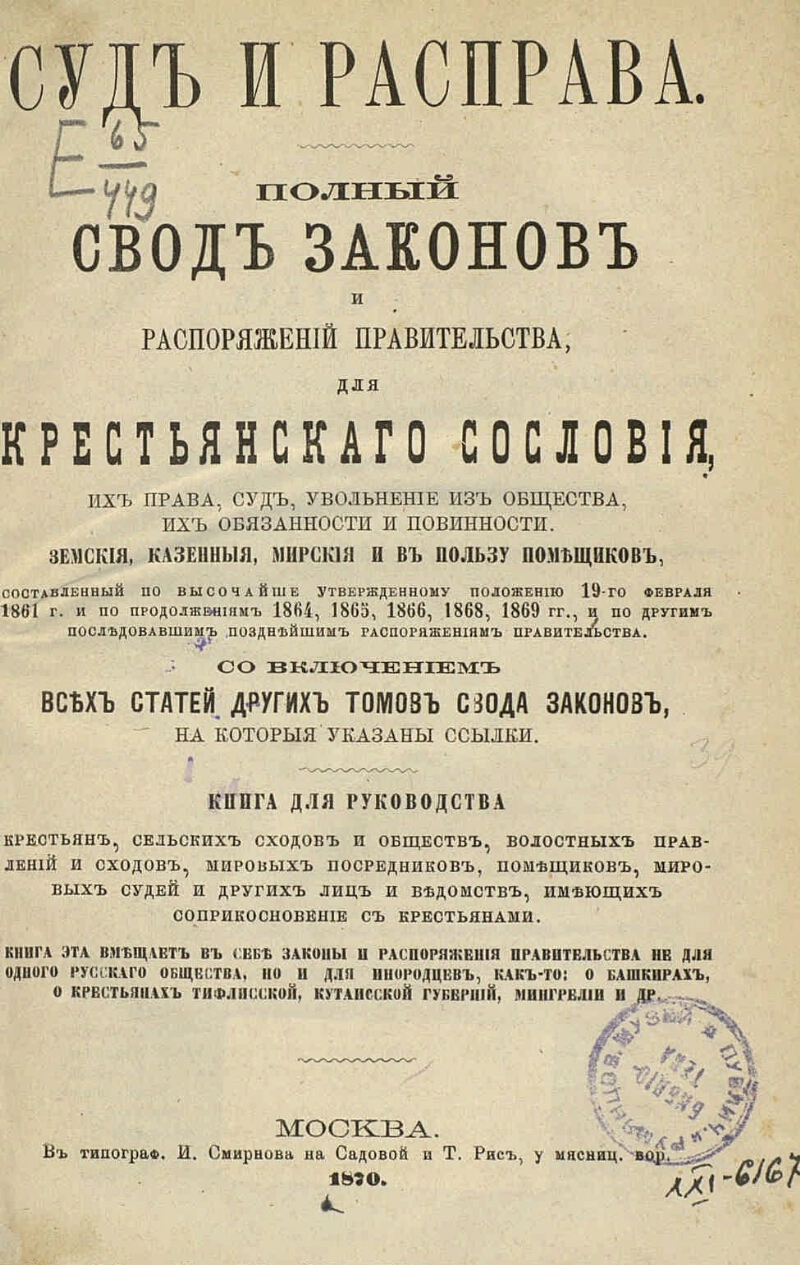 СУДЪ И РАСПРАВА.
Е 65
449
ПОЛНЫЙ
СВОДЪ ЗАКОНОВЪ
И
РАСПОРЯЖЕНІЙ ПРАВИТЕЛЬСТВА,
ДЛЯ
КРЕСТЬЯНСКАГО СОСЛОВІЯ,
ИХЪ ПРАВА, СУДЪ, УВОЛЬНЕНІЕ ИЗЪ ОБЩЕСТВА,
ИХЪ ОБЯЗАННОСТИ И ПОВИННОСТИ.
ЗЕМСКІЯ, КАЗЕННЫЯ, МИРСКІЯ И ВЪ ПОЛЬЗУ ПОМѢЩИКОВЪ,
СОСТАВЛЕННЫЙ ПО ВЫСОЧАЙШЕ УТВЕРЖДЕННОМУ ПОЛОЖЕНІЮ 19-ГО ФЕВРАЛЯ
1861 Г. И ПО ПРОДОЛЖЕНІЯМЪ 1864, 1865, 1866, 1868, 1869 ГГ., И ПО ДРУГИМЪ
ПОСЛѢДОВАВШИМЪ ПОЗДНѢЙШИМЪ РАСПОРЯЖЕНІЯМЪ ПРАВИТЕЛЬСТВА.
СО ВКЛЮЧЕНІЕМЪ
ВСѢХЪ СТАТЕЙ ДРУГИХЪ ТОМОВЪ СВОДА ЗАКОНОВЪ,
НА КОТОРЫЯ УКАЗАНЫ ССЫЛКИ.
КНИГА ДЛЯ РУКОВОДСТВА
КРЕСТЬЯНЪ, СЕЛЬСКИХЪ СХОДОВЪ И ОБЩЕСТВЪ, ВОЛОСТНЫХЪ ПРАВ-
ЛЕНІЙ И СХОДОВЪ, МИРОВЫХЪ ПОСРЕДНИКОВЪ, ПОМѢЩИКОВЪ, МИРО-
ВЫХЪ СУДЕЙ И ДРУГИХЪ ЛИЦЪ И ВѢДОМСТВЪ, ИМѢЮЩИХЪ
СОПРИКОСНОВЕНІЕ СЪ КРЕСТЬЯНАМИ.
КНИГА ЭТА ВМѢЩАЕТЪ ВЪ СЕБѢ ЗАКОНЫ И РАСПОРЯЖЕНІЯ ПРАВИТЕЛЬСТВА НЕ ДЛЯ
ОДНОГО РУССКАГО ОБЩЕСТВА, НО И ДЛЯ ИНОРОДЦЕВЪ, КАКЪ-ТО: О БАШКИРАХЪ,
О КРЕСТЬЯНАХЪ ТИФЛИССКОЙ, КУТАИССКОЙ ГУБЕРНІЙ, МИНГРЕЛІИ И ДР.
МОСКВА.
Въ типограф. И. Смирнова на Садовой и Т. Рисъ, у мясниц. вор.
1870.
XXI-6/67